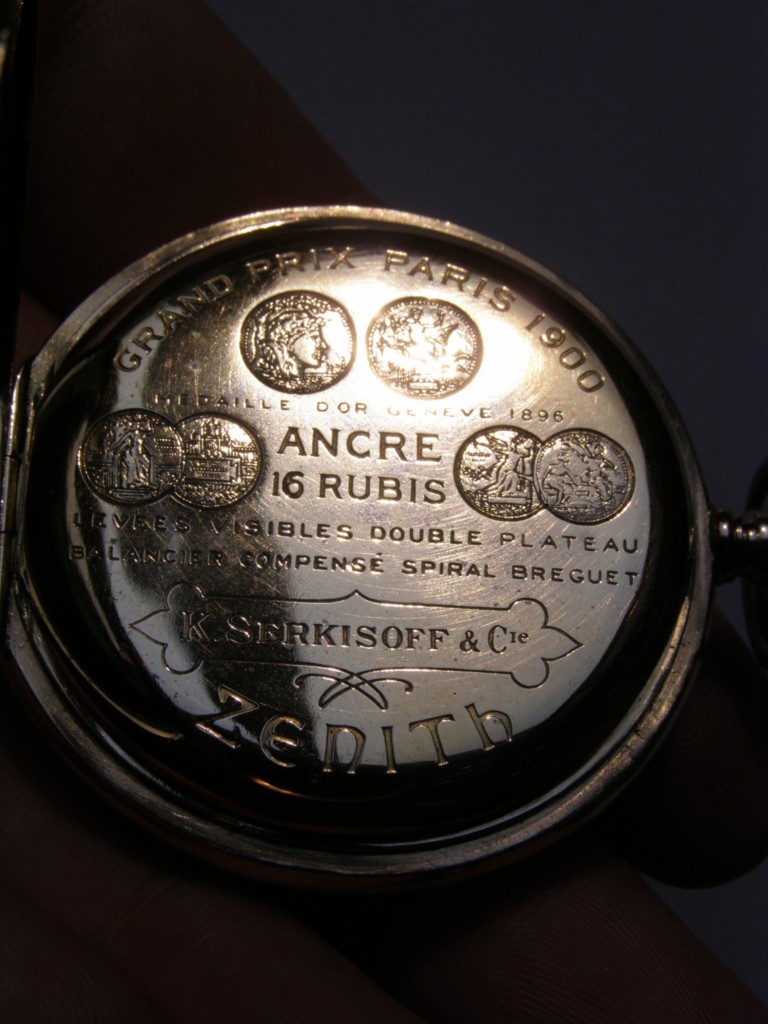 GRAND PRIX PARIS 1900
MEDAILLE D'OR GENEVE 1896
ANCRE
16 RUBIS
LEVEES VISIBLES DOUBLE PLATEAU
BALANCIER COMPENSÉ SPIRAL BREGUET
K. SERKISOFF & Cie
ZENITH